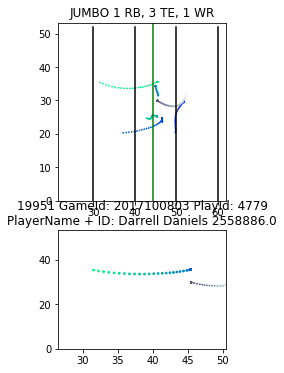 JUMBO 1 RB, 3 TE, 1 WR
50
40
30
20
10
0
30 40 50 60
19951 GameId: 2017100803 PlayId: 4779
PlayerName + ID: Darrell Daniels 2558886.0
40
20
0
30 35 40 45 50